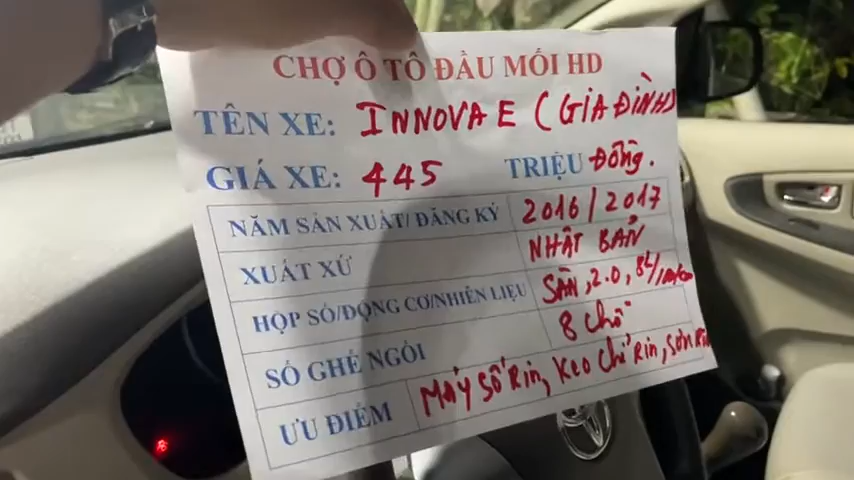 CHỢ Ô TÔ ĐẦU MỐI HD
TÊN XE: INNOVA E (GIA ĐÌNH)
GIÁ XE: 445 TRIỆU Đồng.
NĂM SẢN XUẤT/ĐĂNG KÝ 2016/2017
XUẤT XỨ NHẬT BẢN
HỘP SỐ/ĐỘNG CƠ/NHIÊN LIỆU SÀN, 2.0, 8L/
SỐ GHẾ NGỒI 8 chỗ
ƯU ĐIỂM MÁY SỐ RIN, KEO CHỈ RIN, SƠN RIN